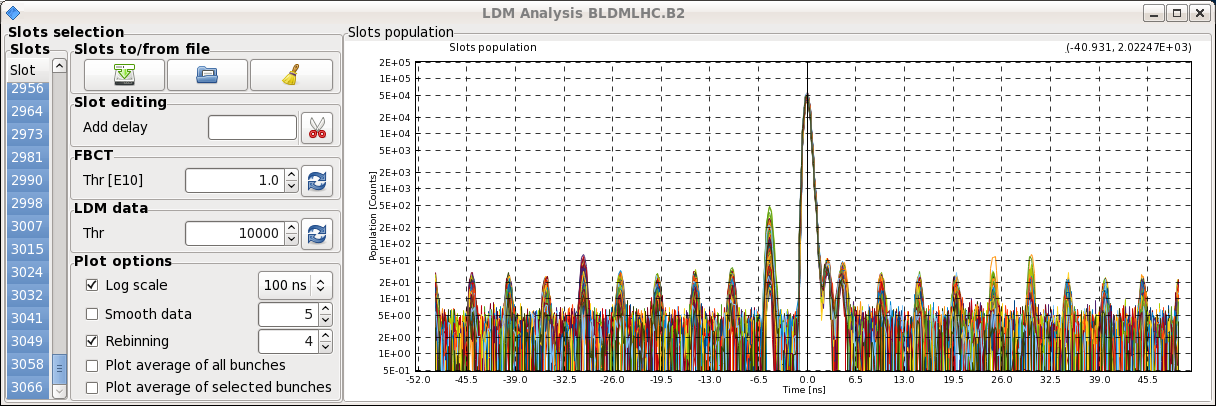 LDM Analysis BLDMLHC.B2
Slots selection
Slots
Slot
2956
2964
2973
2981
2990
2998
3007
3015
3024
3032
3041
3049
3058
3066
Slots to/from file
Slot editing
Add delay
FBCT
Thr [E10] 1.0
LDM data
Thr 10000
Plot options
Log scale 100 ns
Smooth data 5
Rebinning 4
Plot average of all bunches
Plot average of selected bunches
Slots population
Slots population (-40.931, 2.02247E+03)
Population [Counts]
2E+05
1E+05
5E+04
2E+04
1E+04
5E+03
2E+03
1E+03
5E+02
2E+02
1E+02
5E+01
2E+01
1E+01
5E+00
2E+00
1E+00
5E-01
-52.0 -45.5 -39.0 -32.5 -26.0 -19.5 -13.0 -6.5 0.0 6.5 13.0 19.5 26.0 32.5 39.0 45.5
Time [ns]